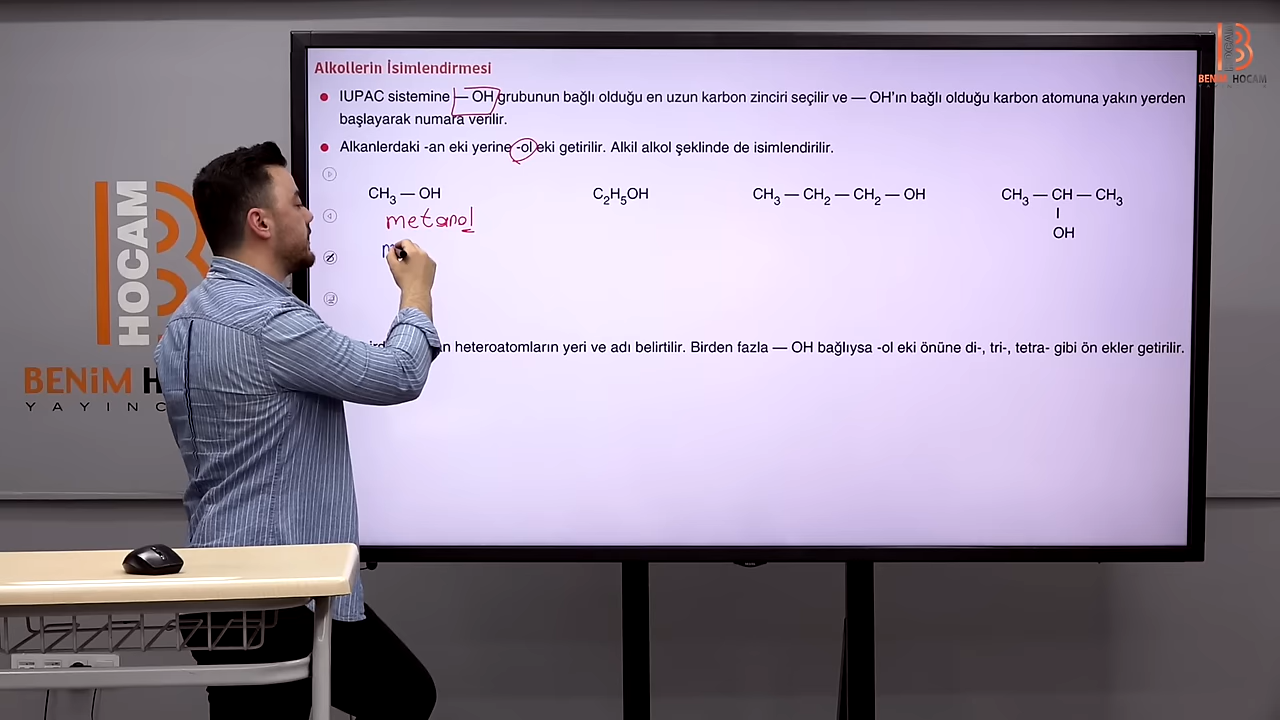 Alkollerin İsimlendirmesi
IUPAC sistemine — OH grubunun bağlı olduğu en uzun karbon zinciri seçilir ve — OH'ın bağlı olduğu karbon atomuna yakın yerden
başlayarak numara verilir.
Alkanlerdaki -an eki yerine -ol eki getirilir. Alkil alkol şeklinde de isimlendirilir.
CH₃ — OH
C₂H₅OH
CH₃ — CH₂ — CH₂ — OH
CH₃ — CH — CH₃
OH
metanol
m
heteroatomların yeri ve adı belirtilir. Birden fazla — OH bağlıysa -ol eki önüne di-, tri-, tetra- gibi ön ekler getirilir.
B
HOCAM
BENİM
YAYINC
HOCAM
BENİM HOCAM
YAYINLARI